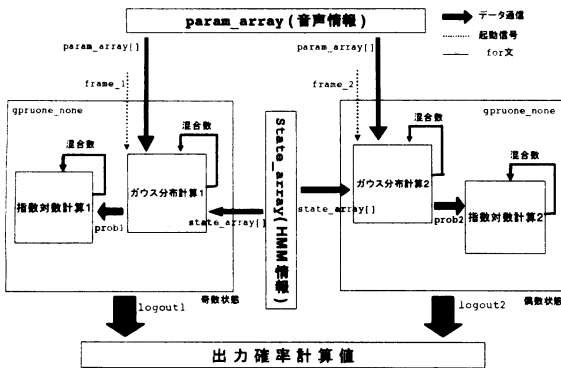 param_array(音声情報)
データ通信
起動信号
for文
param_array[]
param_array[]
frame_1
frame_2
gpruone_none
gpruone_none
混合数
混合数
混合数
混合数
指数対数計算1
ガウス分布計算1
State_array(HMM情報)
ガウス分布計算2
指数対数計算2
prob1
state_array[]
state_array[]
prob2
奇数状態
偶数状態
logout1
logout2
出力確率計算値